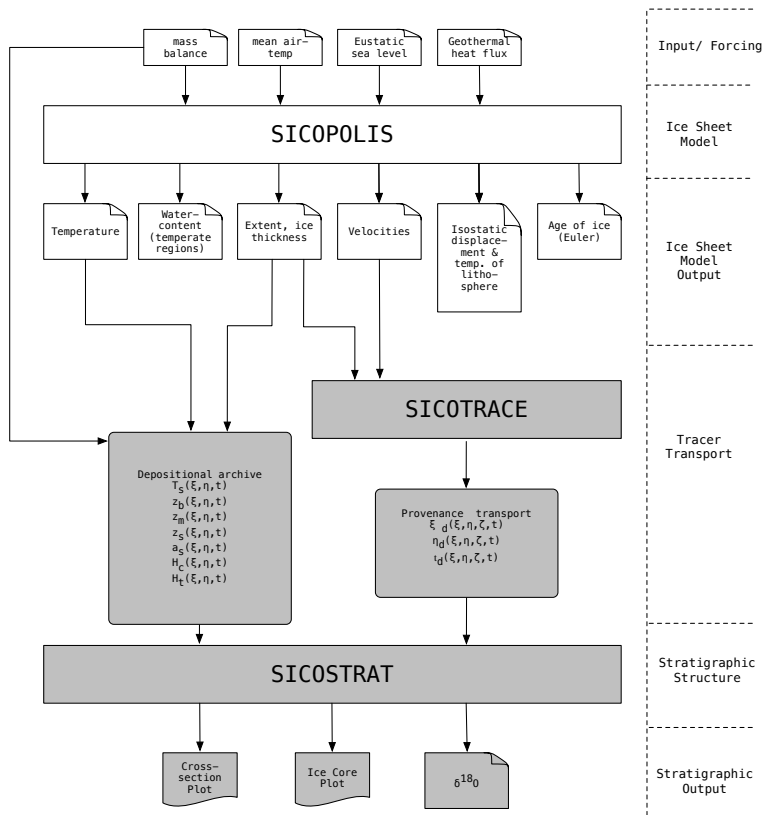 mass
balance
mean air-
temp
Eustatic
sea level
Geothermal
heat flux
Input/ Forcing
SICOPOLIS
Ice Sheet
Model
Temperature
Water-
content
(temperate
regions)
Extent, ice
thickness
Velocities
Isostatic
displace-
ment &
temp. of
litho-
sphere
Age of ice
(Euler)
Ice Sheet
Model
Output
SICOTRACE
Tracer
Transport
Depositional archive
T_s(ξ,η,t)
z_b(ξ,η,t)
z_m(ξ,η,t)
z_s(ξ,η,t)
a_s(ξ,η,t)
H_c(ξ,η,t)
H_t(ξ,η,t)
Provenance transport
ξ_d(ξ,η,ζ,t)
η_d(ξ,η,ζ,t)
ι_d(ξ,η,ζ,t)
SICOSTRAT
Stratigraphic
Structure
Cross-
section
Plot
Ice Core
Plot
δ¹⁸O
Stratigraphic
Output